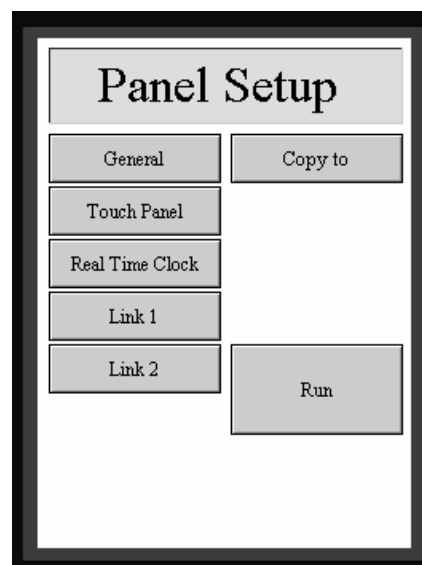 Panel Setup
General
Copy to
Touch Panel
Real Time Clock
Link 1
Link 2
Run